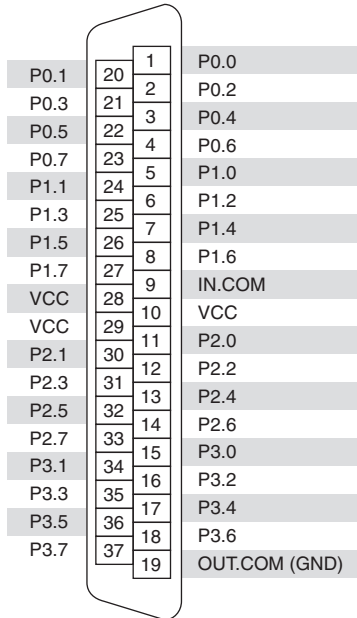 1 P0.0
P0.1 20
2 P0.2
P0.3 21
3 P0.4
P0.5 22
4 P0.6
P0.7 23
5 P1.0
P1.1 24
6 P1.2
P1.3 25
7 P1.4
P1.5 26
8 P1.6
P1.7 27
9 IN.COM
VCC 28
10 VCC
VCC 29
11 P2.0
P2.1 30
12 P2.2
P2.3 31
13 P2.4
P2.5 32
14 P2.6
P2.7 33
15 P3.0
P3.1 34
16 P3.2
P3.3 35
17 P3.4
P3.5 36
18 P3.6
P3.7 37
19 OUT.COM (GND)